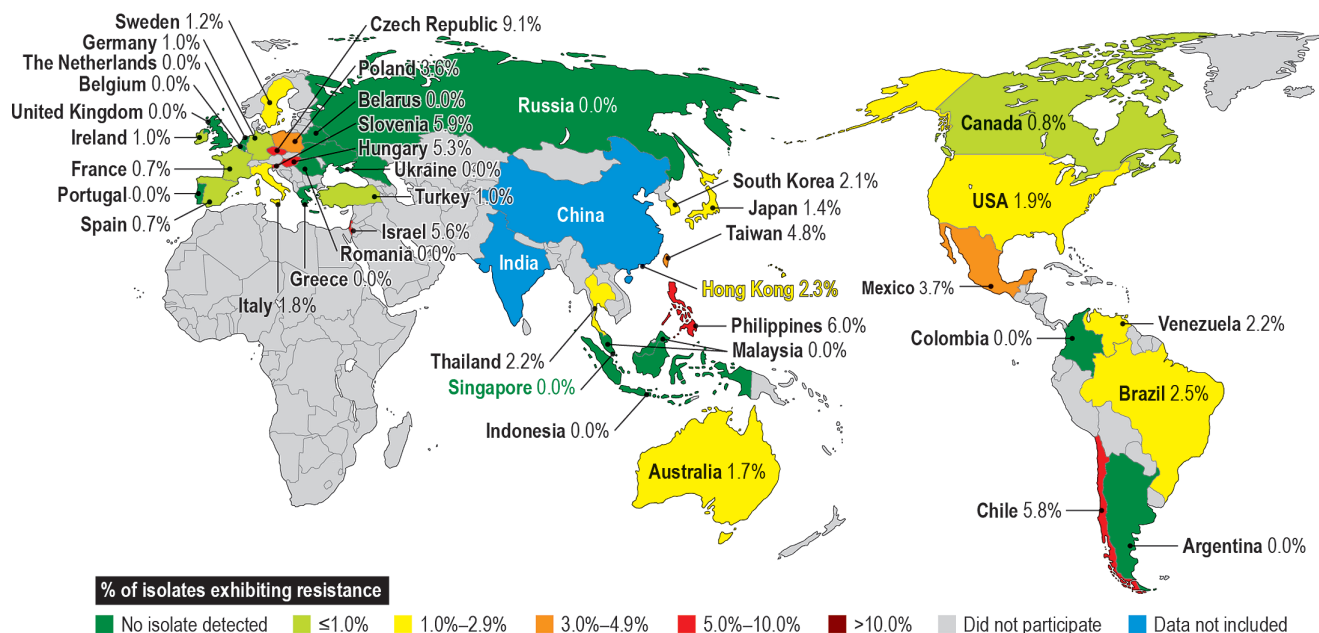 Sweden 1.2%
Germany 1.0%
The Netherlands 0.0%
Belgium 0.0%
United Kingdom 0.0%
Ireland 1.0%
France 0.7%
Portugal 0.0%
Spain 0.7%
Italy 1.8%
Greece 0.0%
Romania 0.0%
Israel 5.6%
Turkey 1.0%
Ukraine 0.0%
Hungary 5.3%
Slovenia 5.9%
Belarus 0.0%
Poland 3.6%
Czech Republic 9.1%
Russia 0.0%
China
India
South Korea 2.1%
Japan 1.4%
Taiwan 4.8%
Hong Kong 2.3%
Philippines 6.0%
Malaysia 0.0%
Thailand 2.2%
Singapore 0.0%
Indonesia 0.0%
Australia 1.7%
Canada 0.8%
USA 1.9%
Mexico 3.7%
Colombia 0.0%
Venezuela 2.2%
Brazil 2.5%
Chile 5.8%
Argentina 0.0%
% of isolates exhibiting resistance
No isolate detected
≤1.0%
1.0%–2.9%
3.0%–4.9%
5.0%–10.0%
>10.0%
Did not participate
Data not included